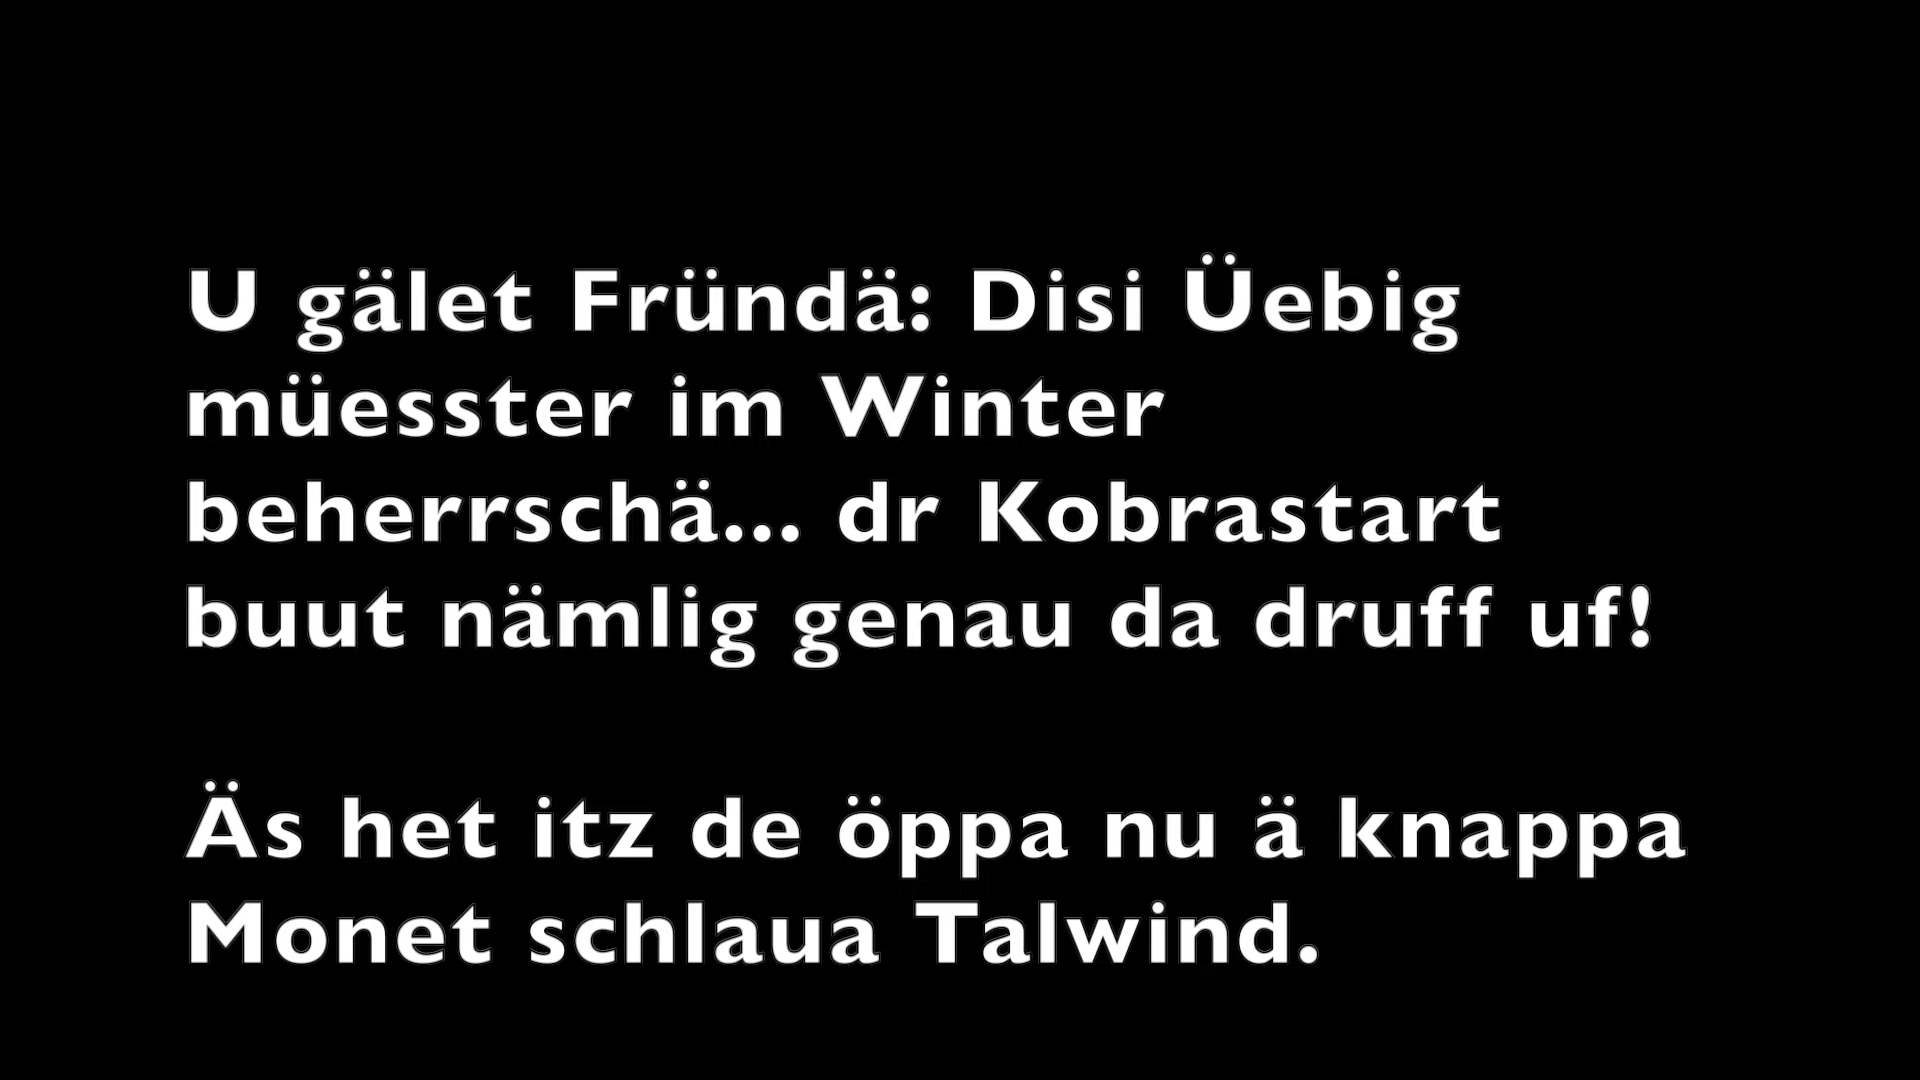 U gälet Fründä: Disi Üebig
müesster im Winter
beherrschä... dr Kobrastart
buut nämlig genau da druff uf!
Äs het itz de öppa nu ä knappa
Monet schlaua Talwind.